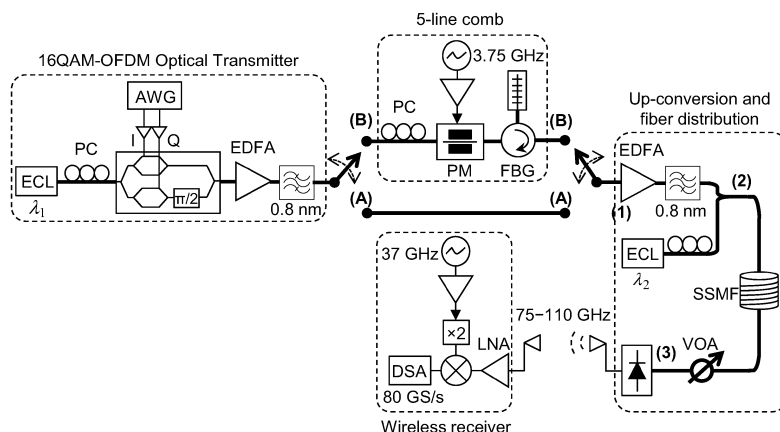 5-line comb
16QAM-OFDM Optical Transmitter
3.75 GHz
AWG
(B)
PC
(B)
Up-conversion and
fiber distribution
I
Q
PC
EDFA
EDFA
PM
FBG
(2)
ECL
π/2
λ1
0.8 nm
(A)
(A)
(1)
0.8 nm
37 GHz
ECL
λ2
SSMF
75−110 GHz
×2
LNA
(3)
VOA
DSA
80 GS/s
Wireless receiver